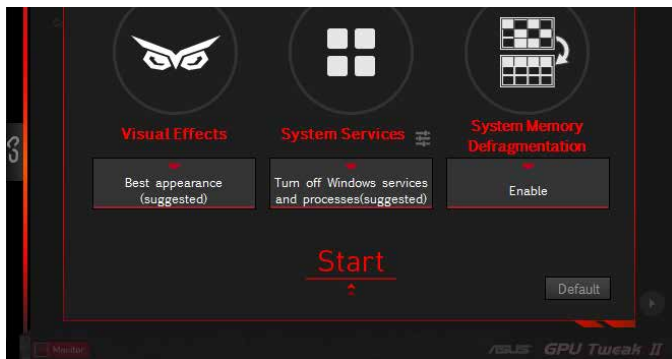 Visual Effects
System Services
System Memory
Defragmentation
Best appearance
(suggested)
Turn off Windows services
and processes(suggested)
Enable
Start
Default
Monitor
ASUS GPU Tweak II